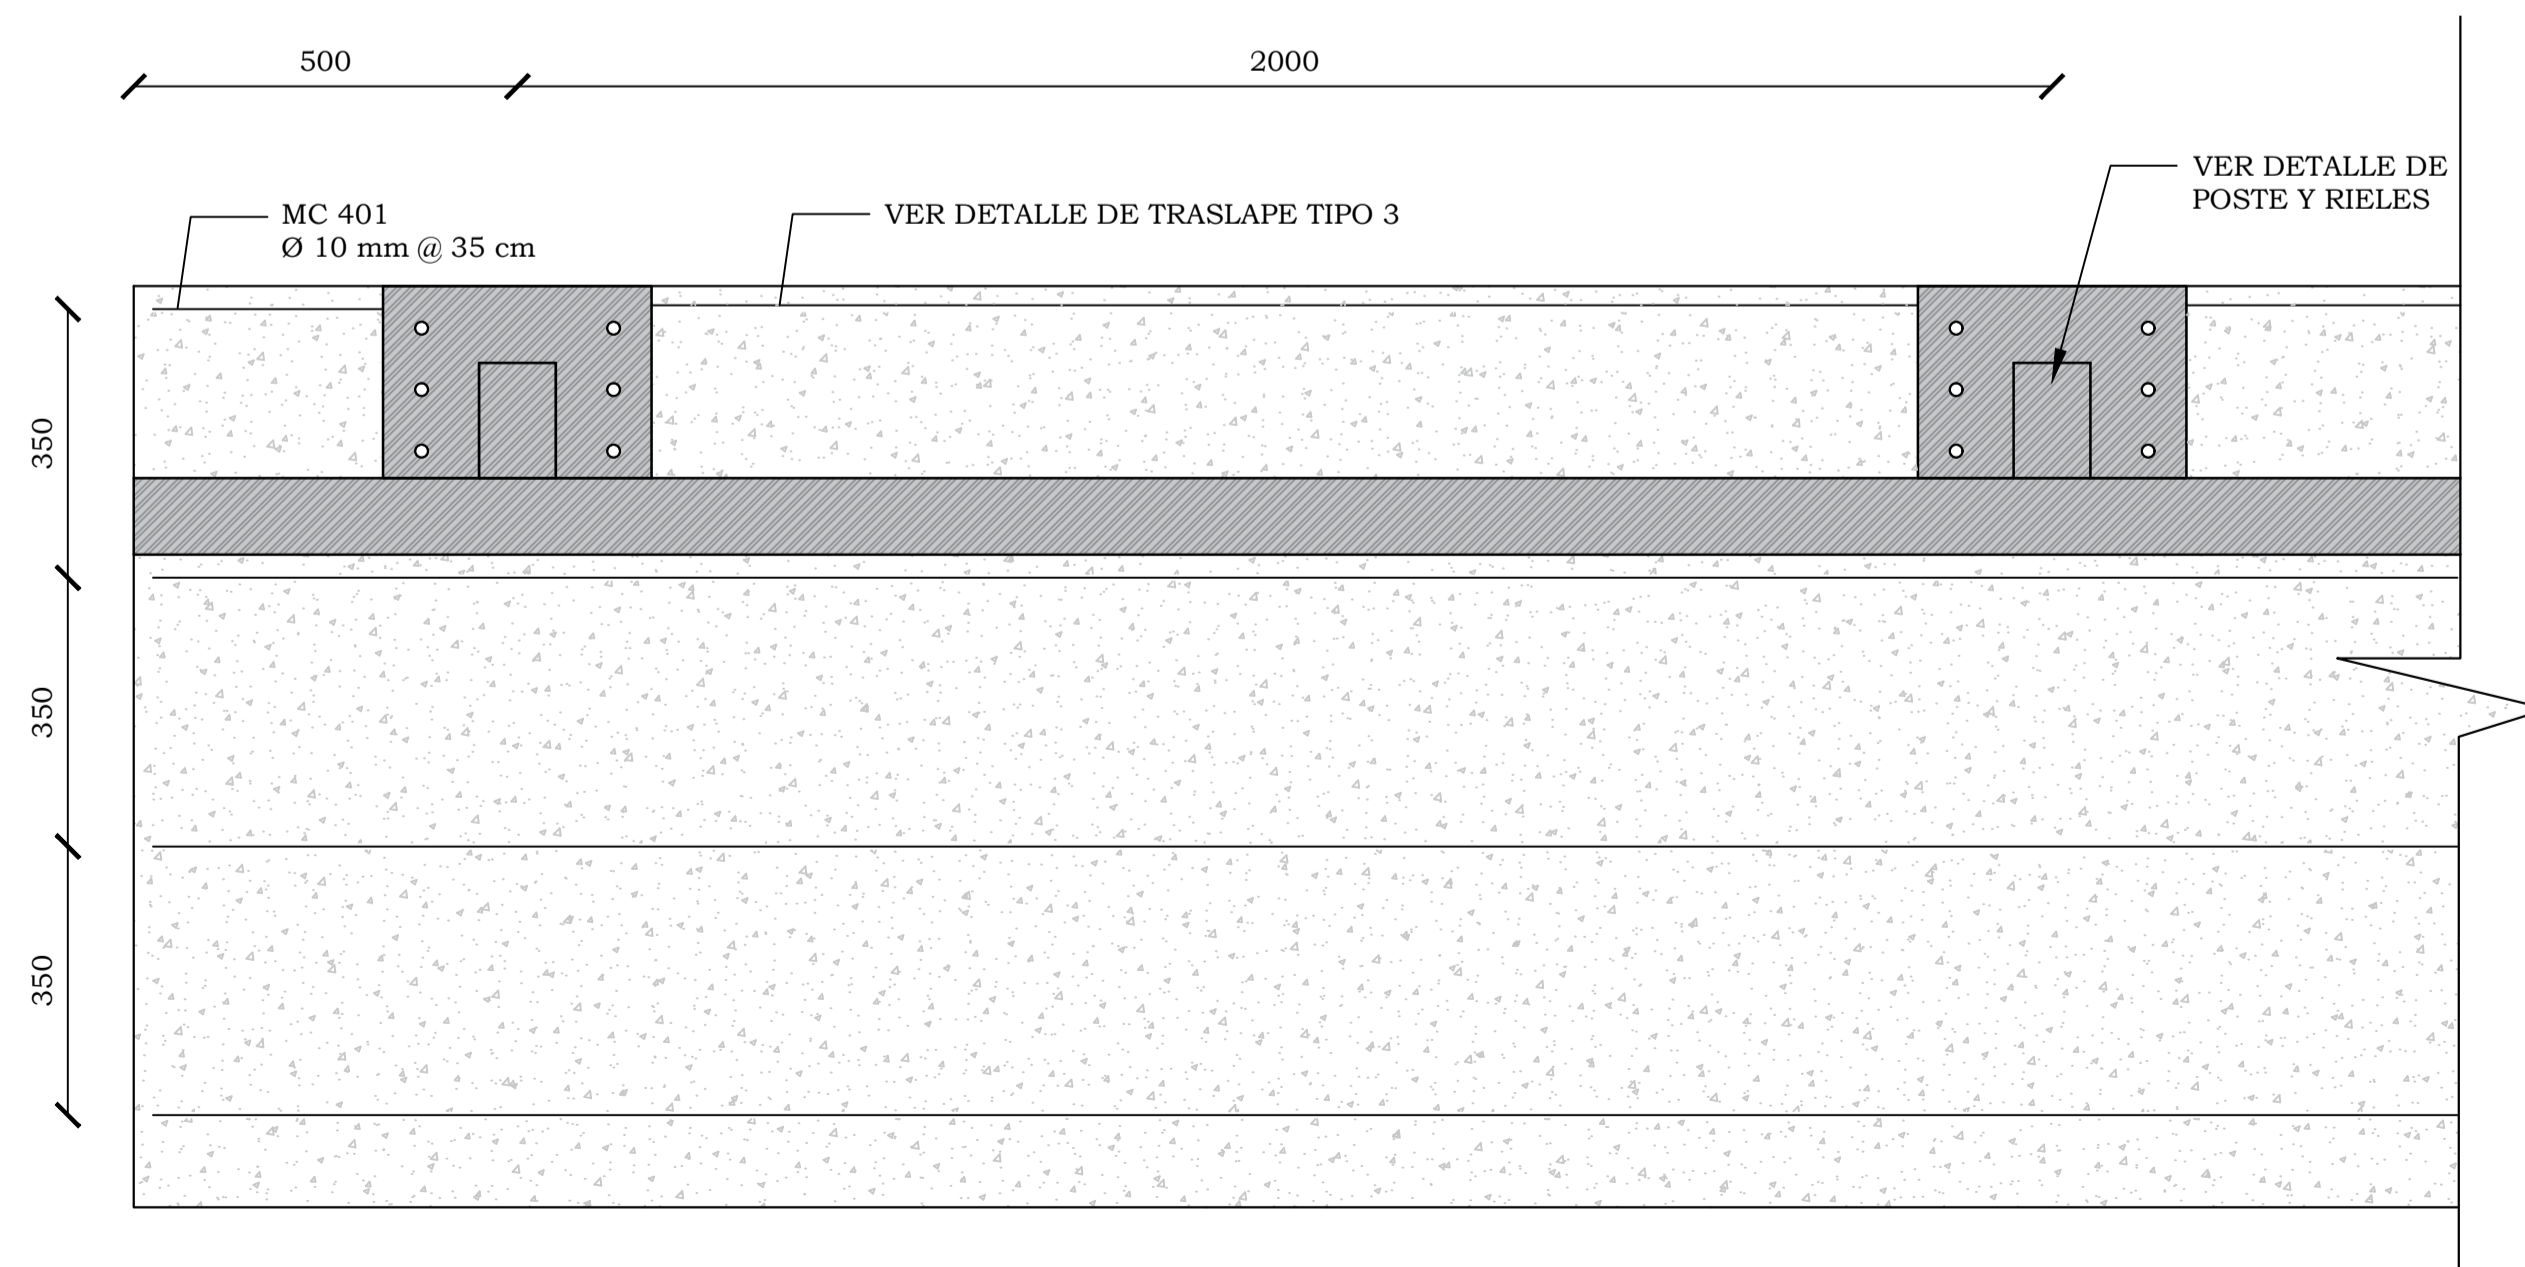 500
2000
VER DETALLE DE
POSTE Y RIELES
MC 401
Ø 10 mm @ 35 cm
VER DETALLE DE TRASLAPE TIPO 3
350
350
350